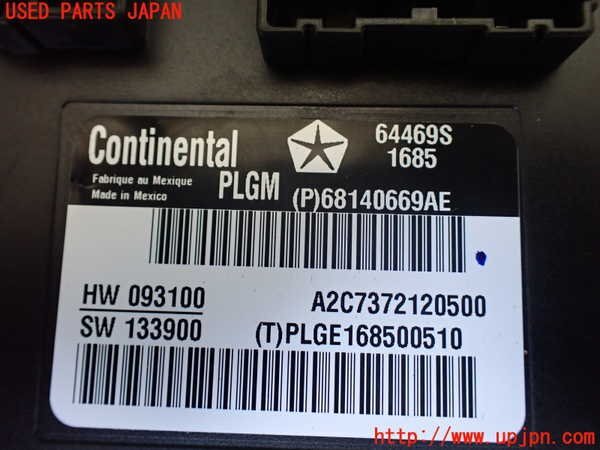 USED PARTS JAPAN
Continental
64469S
1685
Fabrique au Mexique
Made in Mexico
PLGM
(P)68140669AE
HW 093100
A2C7372120500
SW 133900
(T)PLGE168500510
http://www.upjpn.com/